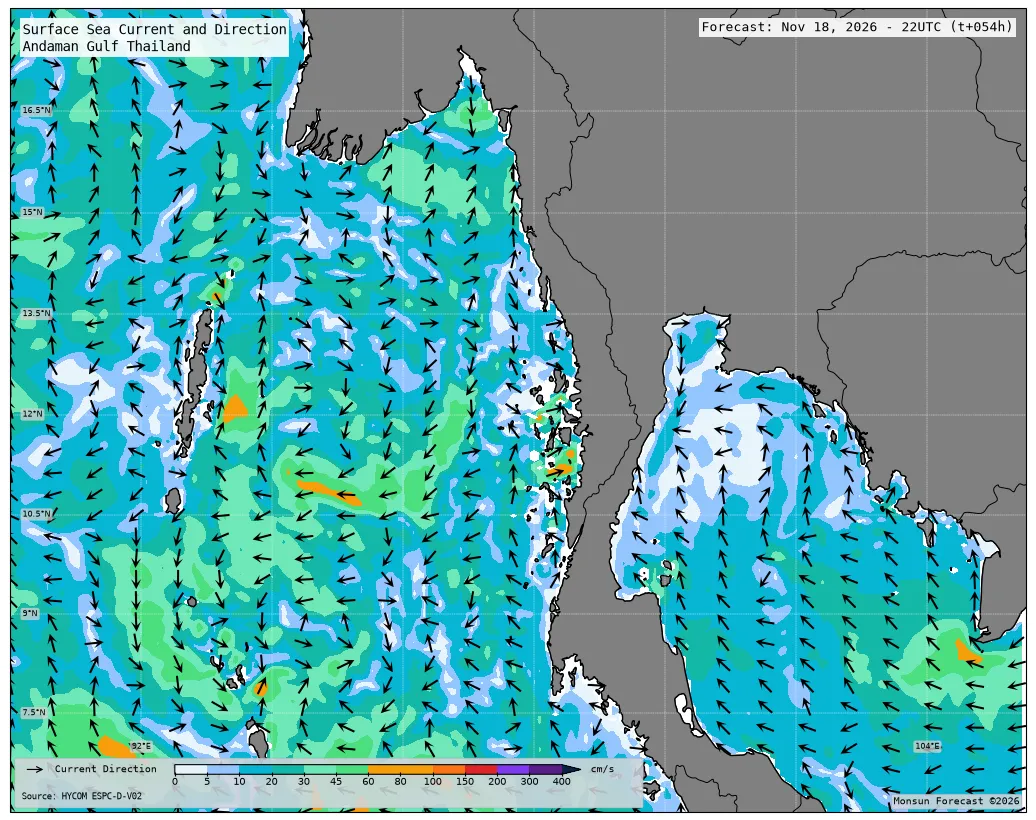 Surface Sea Current and Direction
Andaman Gulf Thailand
Forecast: Nov 18, 2026 - 22UTC (t+054h)
16.5°N
15°N
13.5°N
12°N
10.5°N
9°N
7.5°N
92°E
104°E
Current Direction
0 5 10 20 30 45 60 80 100 150 200 300 400 cm/s
Source: HYCOM ESPC-D-V02
Monsun Forecast ©2026